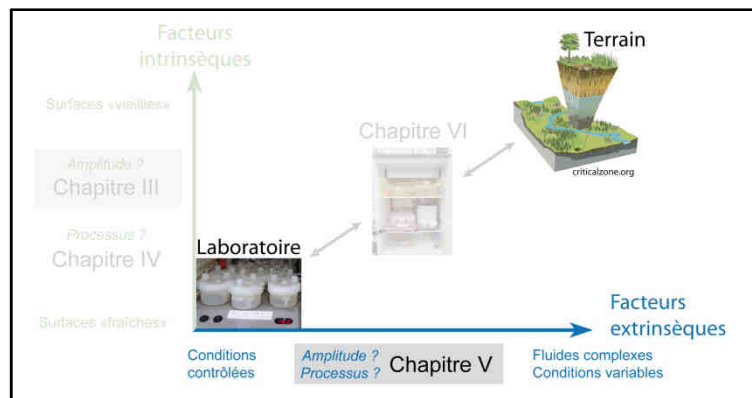 Facteurs
intrinsèques
Terrain
Surfaces «vieillies»
Chapitre VI
Amplitude ?
Chapitre III
criticalzone.org
Processus ?
Chapitre IV
Laboratoire
Surfaces «fraîches»
Facteurs
extrinsèques
Conditions
contrôlées
Amplitude ?
Processus ?
Chapitre V
Fluides complexes
Conditions variables